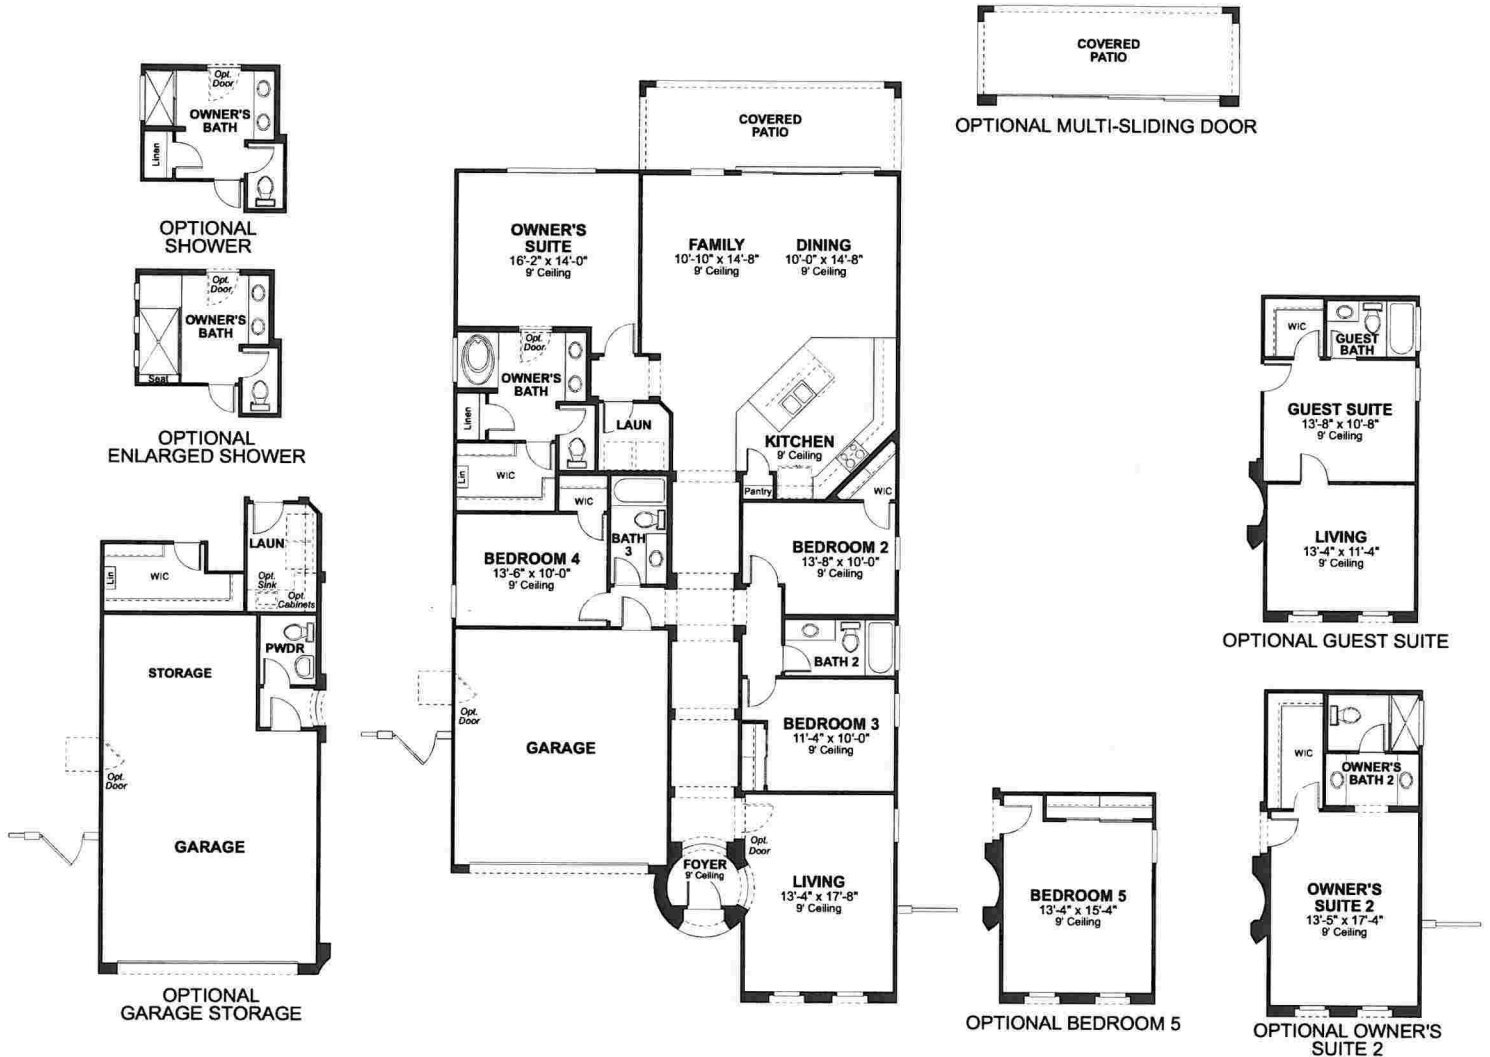 COVERED
PATIO
OPTIONAL MULTI-SLIDING DOOR
Opt.
Door
OWNER'S
BATH
Linen
OPTIONAL
SHOWER
Opt.
Door
OWNER'S
BATH
Seat
OPTIONAL
ENLARGED SHOWER
LAUN
Lin
WIC
Opt.
Sink
Opt.
Cabinets
PWDR
STORAGE
Opt.
Door
GARAGE
OPTIONAL
GARAGE STORAGE
COVERED
PATIO
OWNER'S
SUITE
16'-2" x 14'-0"
9' Ceiling
FAMILY
10'-10" x 14'-8"
9' Ceiling
DINING
10'-0" x 14'-8"
9' Ceiling
Opt.
Door
OWNER'S
BATH
Linen
LAUN
KITCHEN
9' Ceiling
Lin
WIC
WIC
Pantry
WIC
BATH
3
BEDROOM 4
13'-6" x 10'-0"
9' Ceiling
BEDROOM 2
13'-8" x 10'-0"
9' Ceiling
BATH 2
Opt.
Door
GARAGE
BEDROOM 3
11'-4" x 10'-0"
9' Ceiling
Opt.
Door
FOYER
9' Ceiling
LIVING
13'-4" x 17'-8"
9' Ceiling
WIC
GUEST
BATH
GUEST SUITE
13'-8" x 10'-8"
9' Ceiling
LIVING
13'-4" x 11'-4"
9' Ceiling
OPTIONAL GUEST SUITE
BEDROOM 5
13'-4" x 15'-4"
9' Ceiling
OPTIONAL BEDROOM 5
WIC
OWNER'S
BATH 2
OWNER'S
SUITE 2
13'-5" x 17'-4"
9' Ceiling
OPTIONAL OWNER'S
SUITE 2